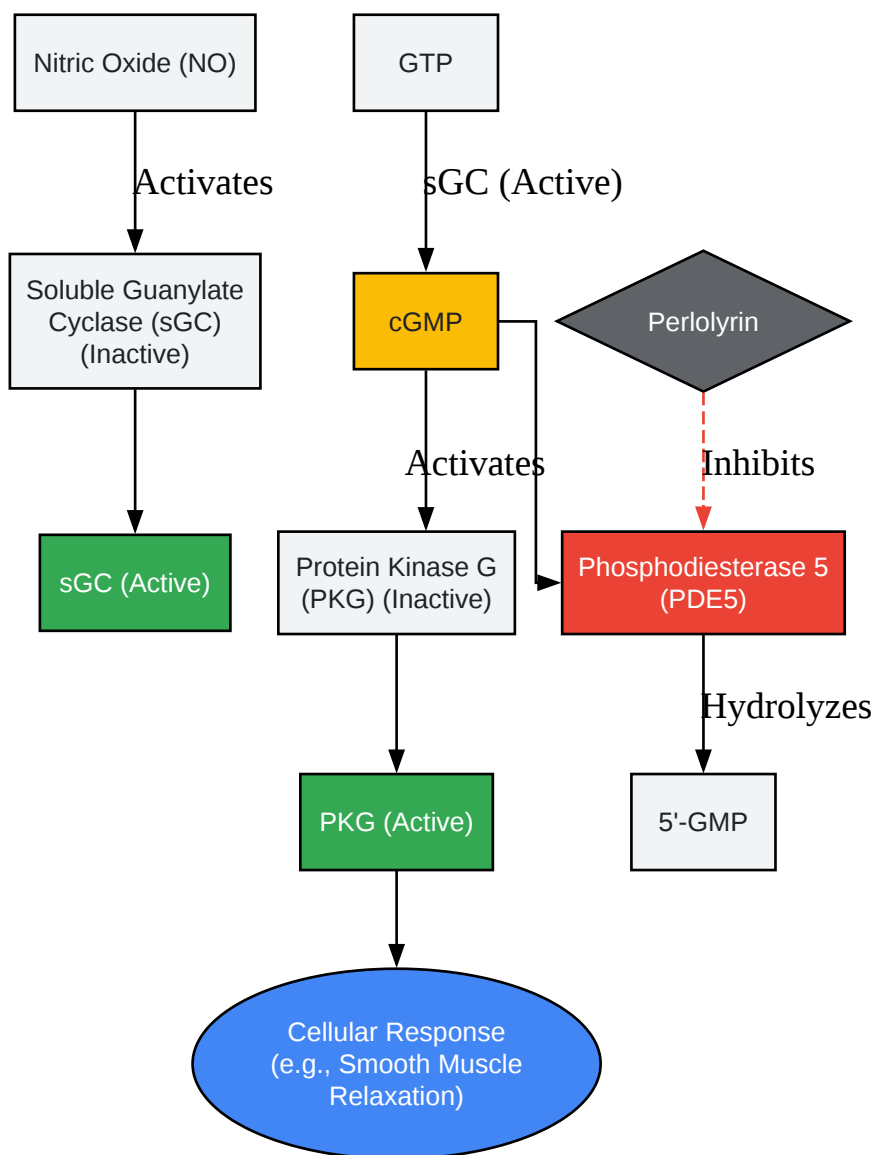 Nitric Oxide (NO)
GTP
Activates
sGC (Active)
Soluble Guanylate
Cyclase (sGC)
(Inactive)
cGMP
Perlolyrin
Activates
Inhibits
sGC (Active)
Protein Kinase G
(PKG) (Inactive)
Phosphodiesterase 5
(PDE5)
Hydrolyzes
PKG (Active)
5'-GMP
Cellular Response
(e.g., Smooth Muscle
Relaxation)